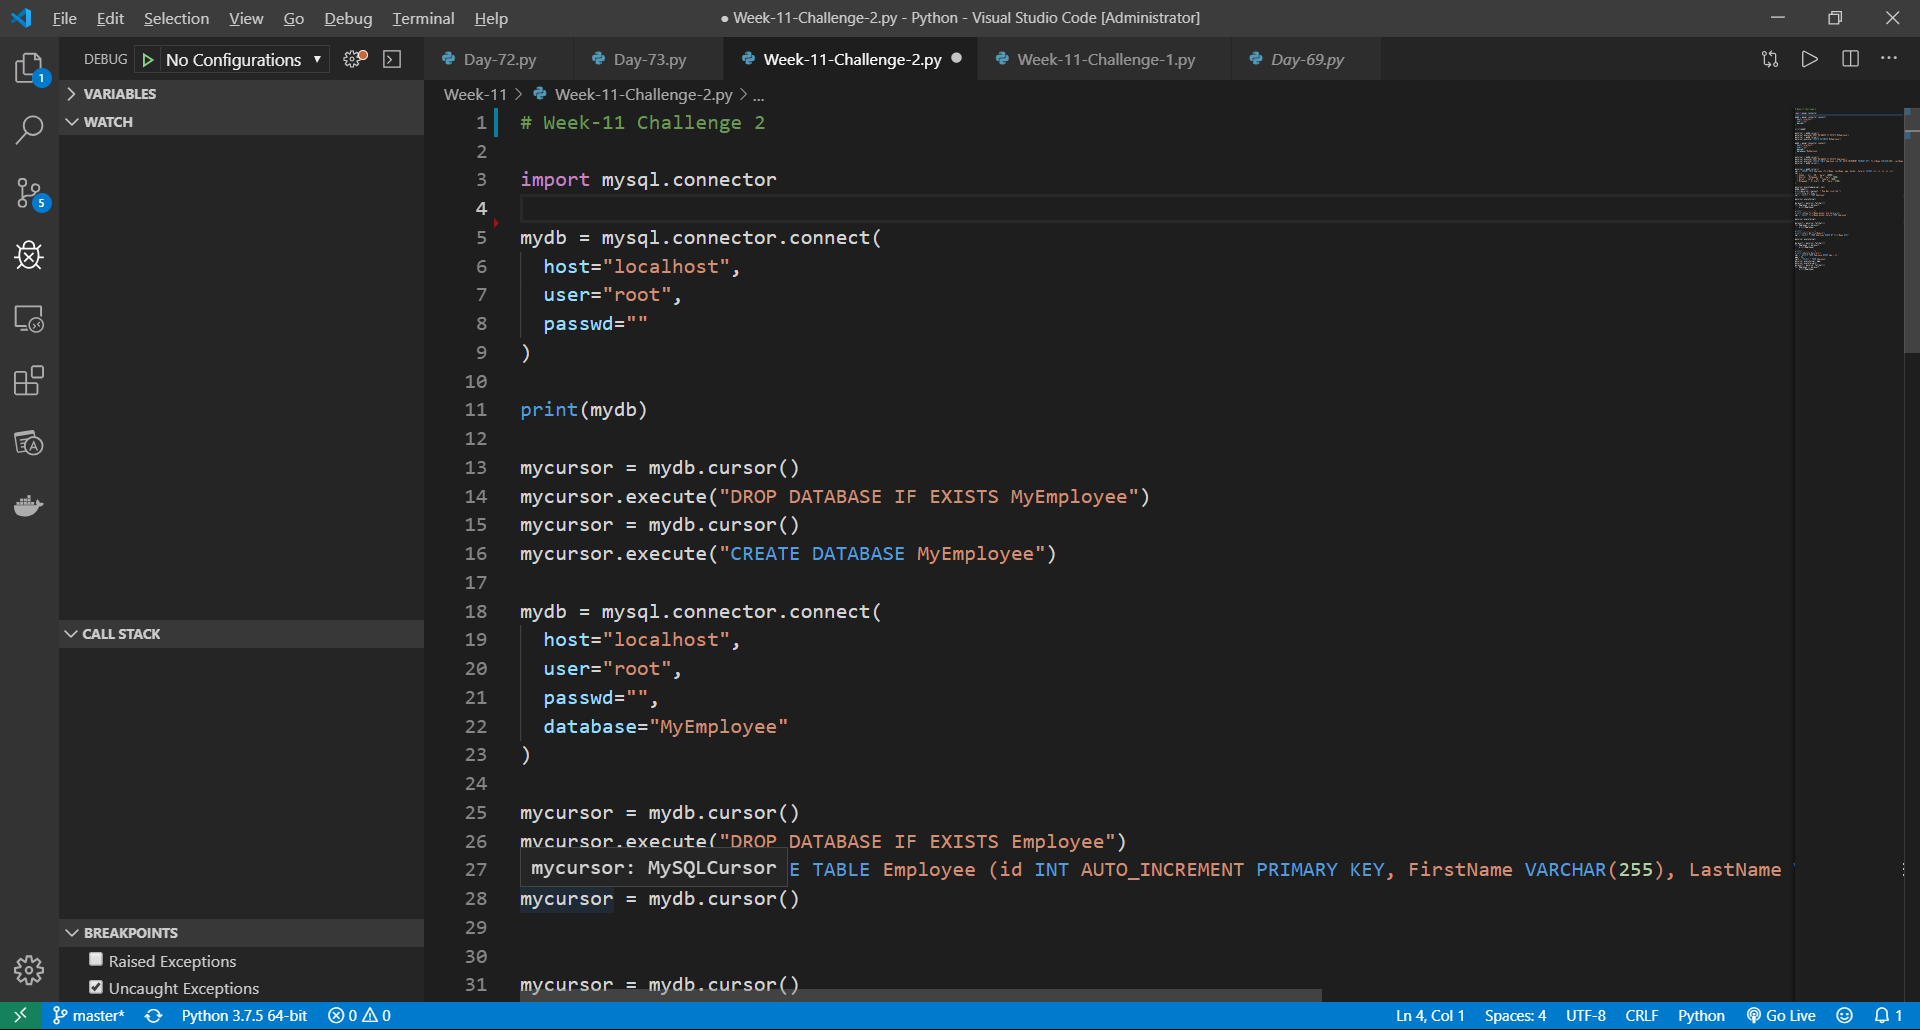 File Edit Selection View Go Debug Terminal Help
● Week-11-Challenge-2.py - Python - Visual Studio Code [Administrator]
DEBUG No Configurations
Day-72.py Day-73.py Week-11-Challenge-2.py Week-11-Challenge-1.py Day-69.py
Week-11 > Week-11-Challenge-2.py > ...
1
5
VARIABLES
WATCH
CALL STACK
BREAKPOINTS
Raised Exceptions
Uncaught Exceptions
1 # Week-11 Challenge 2
2
3 import mysql.connector
4
5 mydb = mysql.connector.connect(
6 host="localhost",
7 user="root",
8 passwd=""
9 )
10
11 print(mydb)
12
13 mycursor = mydb.cursor()
14 mycursor.execute("DROP DATABASE IF EXISTS MyEmployee")
15 mycursor = mydb.cursor()
16 mycursor.execute("CREATE DATABASE MyEmployee")
17
18 mydb = mysql.connector.connect(
19 host="localhost",
20 user="root",
21 passwd="",
22 database="MyEmployee"
23 )
24
25 mycursor = mydb.cursor()
26 mycursor.execute("DROP DATABASE IF EXISTS Employee")
mycursor: MySQLCursor
27 E TABLE Employee (id INT AUTO_INCREMENT PRIMARY KEY, FirstName VARCHAR(255), LastName
28 mycursor = mydb.cursor()
29
30
31 mycursor = mydb.cursor()
master* Python 3.7.5 64-bit 0 0 Ln 4, Col 1 Spaces: 4 UTF-8 CRLF Python Go Live 1